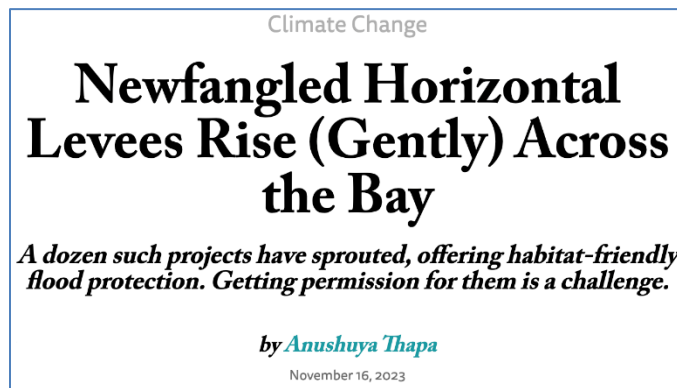 Climate Change
Newfangled Horizontal
Levees Rise (Gently) Across
the Bay
A dozen such projects have sprouted, offering habitat-friendly
flood protection. Getting permission for them is a challenge.
by Anushuya Thapa
November 16, 2023